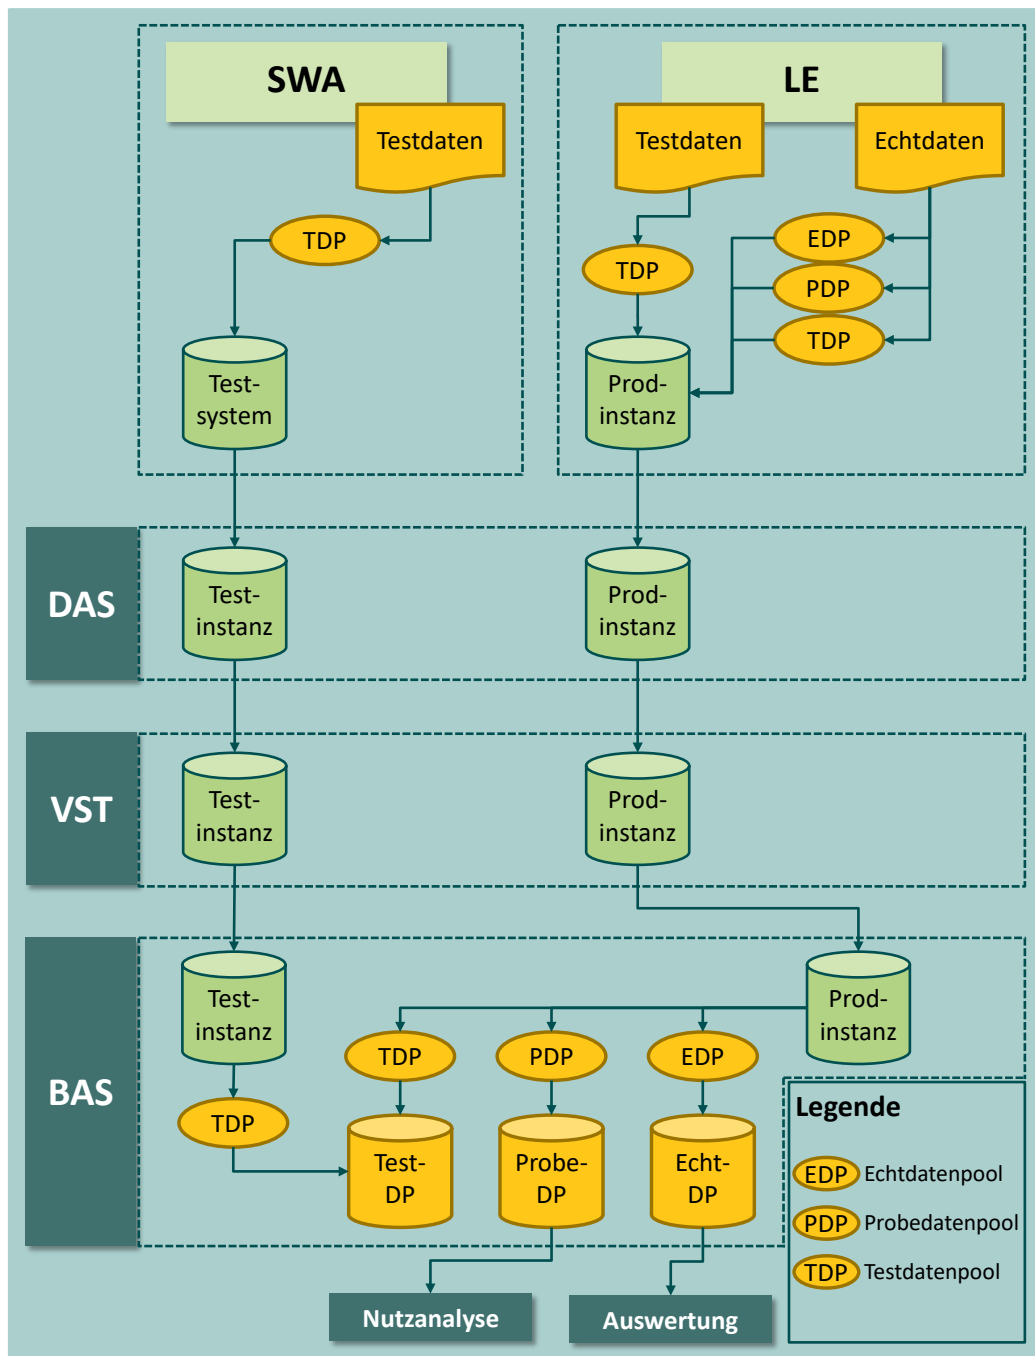 SWA
Testdaten
TDP
Test-
system
LE
Testdaten
Echtdaten
EDP
PDP
TDP
TDP
Prod-
instanz
DAS
Test-
instanz
Prod-
instanz
VST
Test-
instanz
Prod-
instanz
BAS
Test-
instanz
Prod-
instanz
TDP
PDP
EDP
TDP
Test-
DP
Probe-
DP
Echt-
DP
Legende
EDP Echtdatenpool
PDP Probedatenpool
TDP Testdatenpool
Nutzanalyse
Auswertung